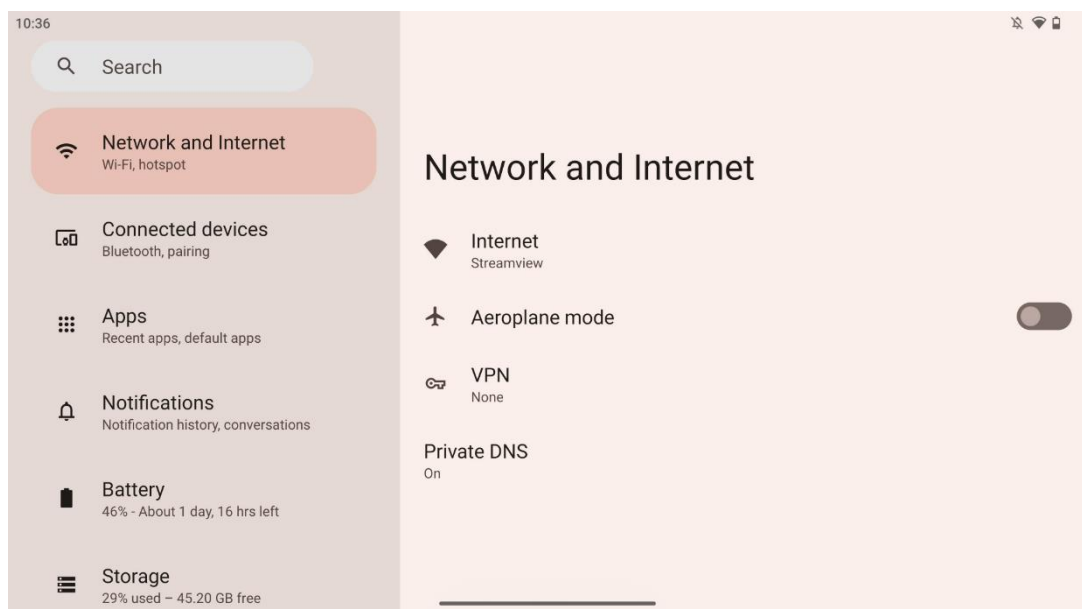 10:36
Search
Network and Internet
Wi-Fi, hotspot
Connected devices
Bluetooth, pairing
Apps
Recent apps, default apps
Notifications
Notification history, conversations
Battery
46% - About 1 day, 16 hrs left
Storage
29% used – 45.20 GB free
Network and Internet
Internet
Streamview
Aeroplane mode
VPN
None
Private DNS
On